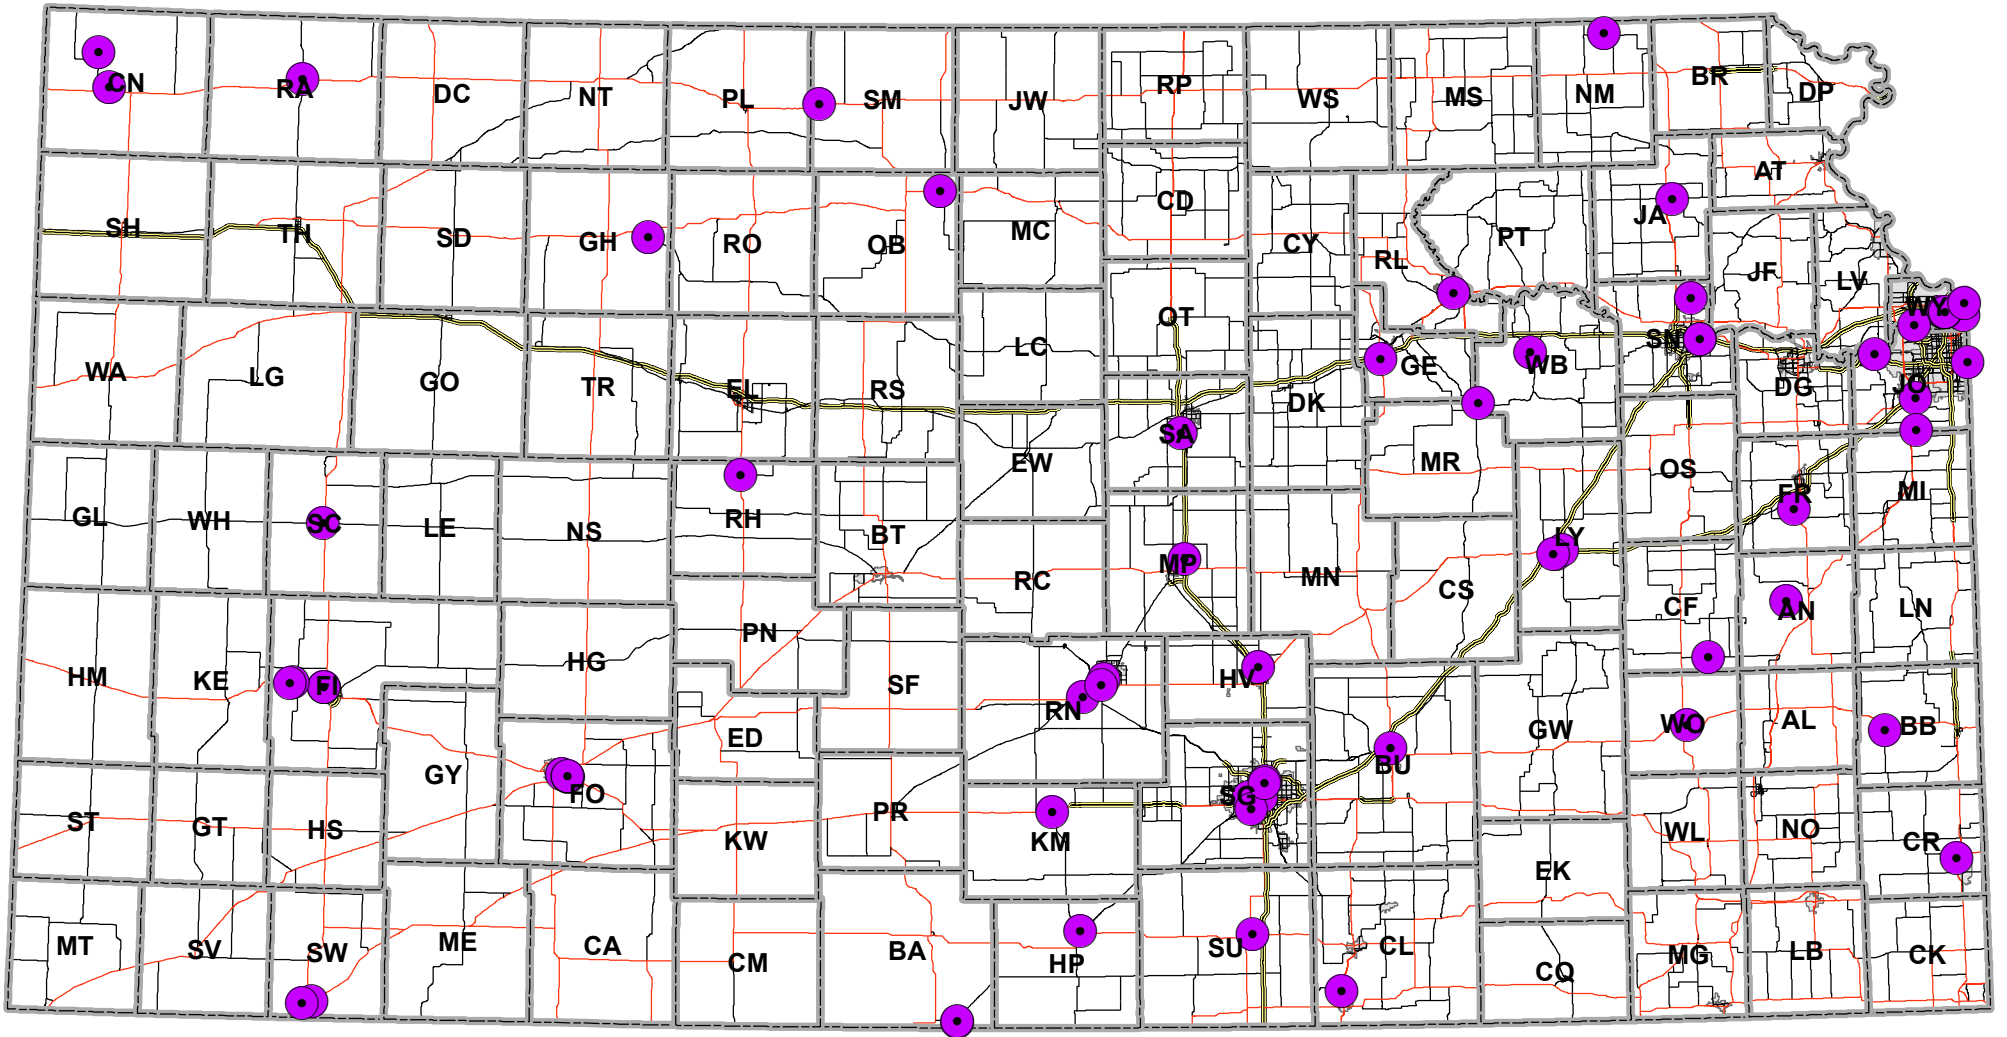 CN RA DC NT PL SM JW RP WS MS NM BR DP
SH TH SD GH RO OB MC CD CY RL PT JA AT JF LV WY
WA LG GO TR EL RS LC OT DK GE WB SN DG JO
GL WH SC LE NS RH BT EW SA MR OS FR MI
HM KE FI HG PN SF RC MP MN CS LY CF AN LN
ST GT HS GY FO ED PR RN HV SG BU GW WO AL BB
MT SV SW ME CA KW CM BA KM HP SU CL EK CQ WL NO CR
MG LB CK